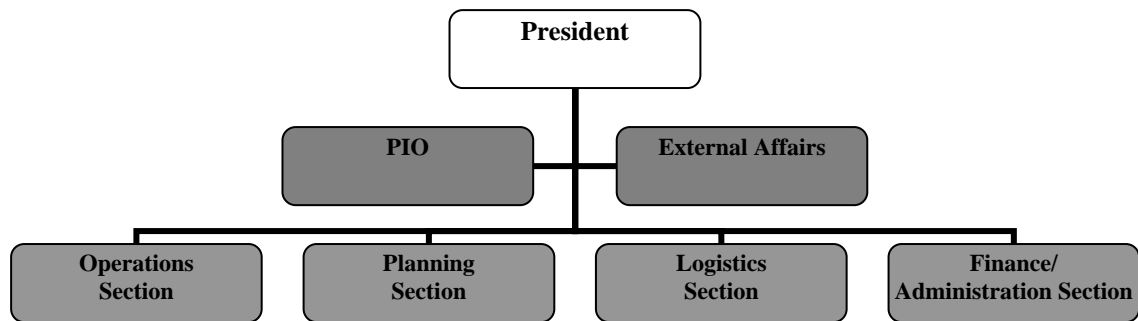 President
PIO
External Affairs
Operations
Section
Planning
Section
Logistics
Section
Finance/
Administration Section